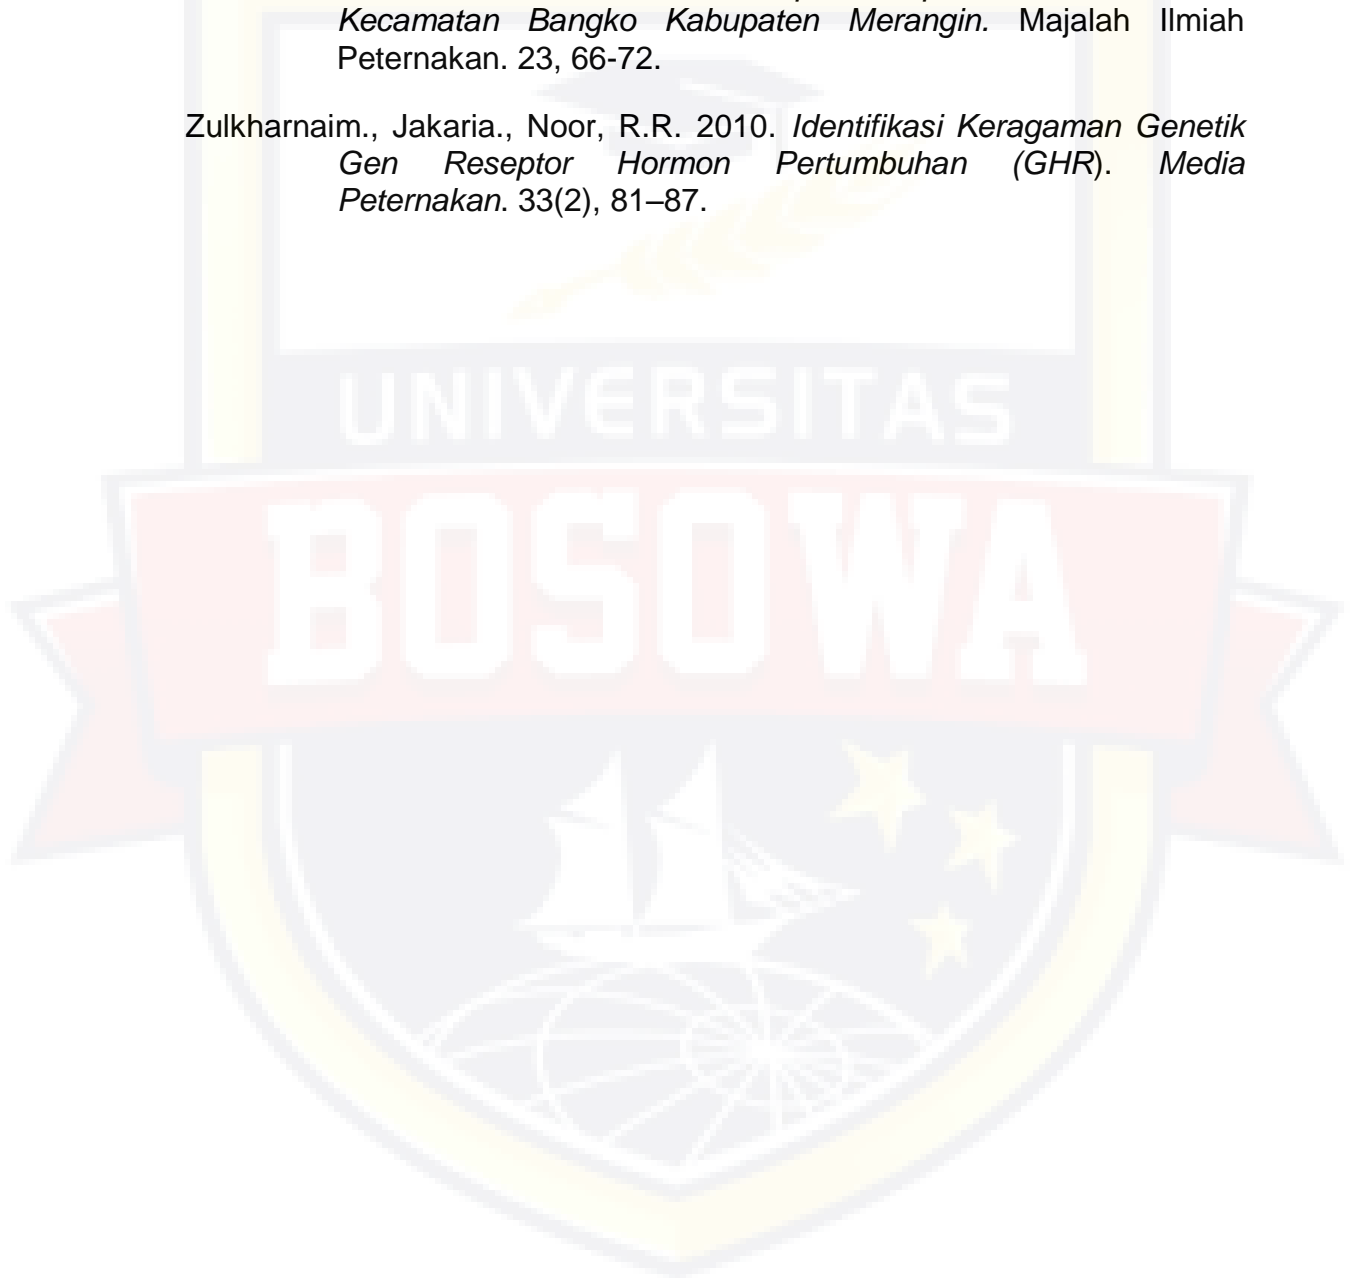 Kecamatan Bangko Kabupaten Merangin. Majalah Ilmiah
Peternakan. 23, 66-72.
Zulkharnaim., Jakaria., Noor, R.R. 2010. Identifikasi Keragaman Genetik
Gen Reseptor Hormon Pertumbuhan (GHR). Media
Peternakan. 33(2), 81–87.
UNIVERSITAS
BOSOWA